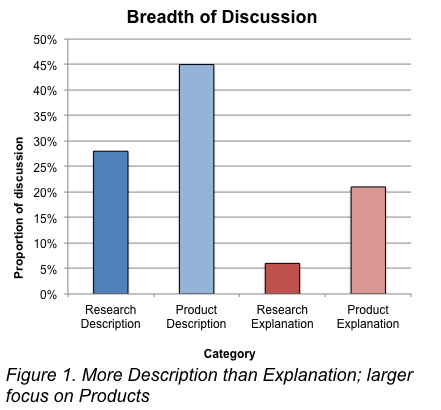 Breadth of Discussion
50%
45%
40%
35%
30%
25%
20%
15%
10%
5%
0%
Proportion of discussion
Research
Description
Product
Description
Research
Explanation
Product
Explanation
Category
Figure 1. More Description than Explanation; larger
focus on Products